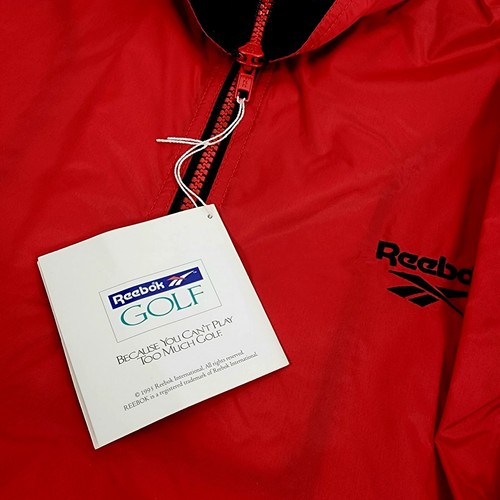 Reebok
GOLF
BECAUSE YOU CAN'T PLAY
TOO MUCH GOLF.
© 1993 Reebok International. All rights reserved
REEBOK is a registered trademark of Reebok International.
Reebo